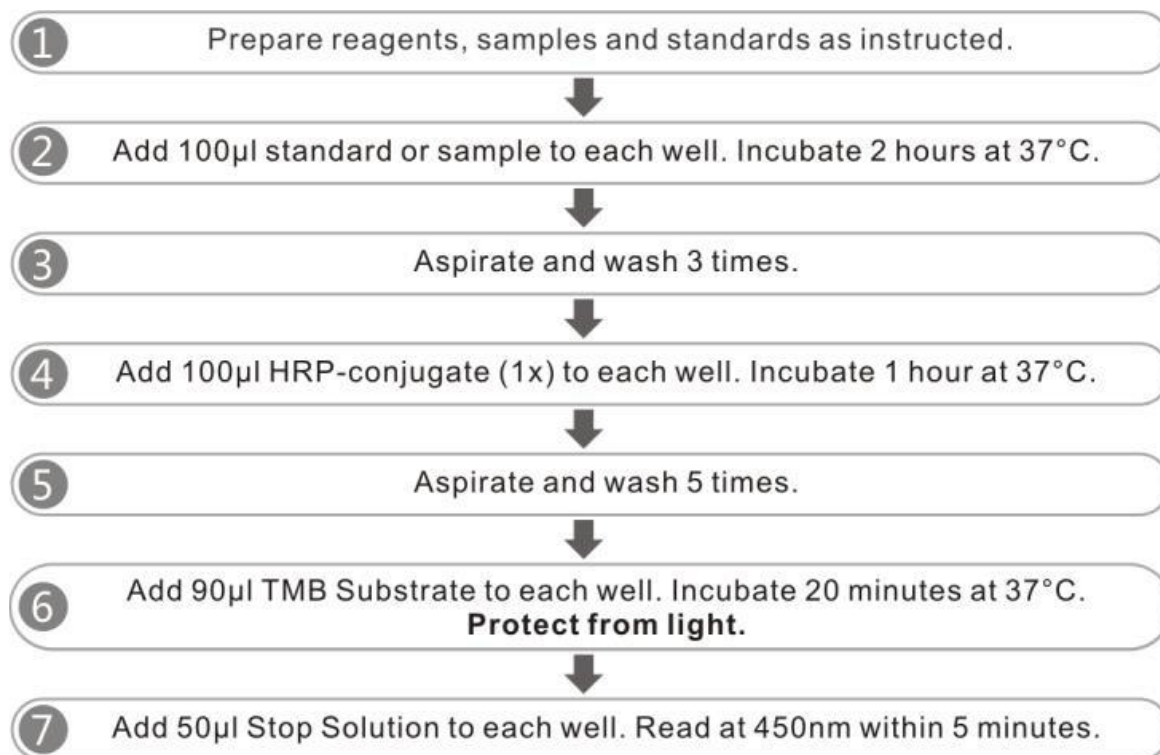 1 Prepare reagents, samples and standards as instructed.
2 Add 100µl standard or sample to each well. Incubate 2 hours at 37°C.
3 Aspirate and wash 3 times.
4 Add 100µl HRP-conjugate (1x) to each well. Incubate 1 hour at 37°C.
5 Aspirate and wash 5 times.
6 Add 90µl TMB Substrate to each well. Incubate 20 minutes at 37°C.
Protect from light.
7 Add 50µl Stop Solution to each well. Read at 450nm within 5 minutes.